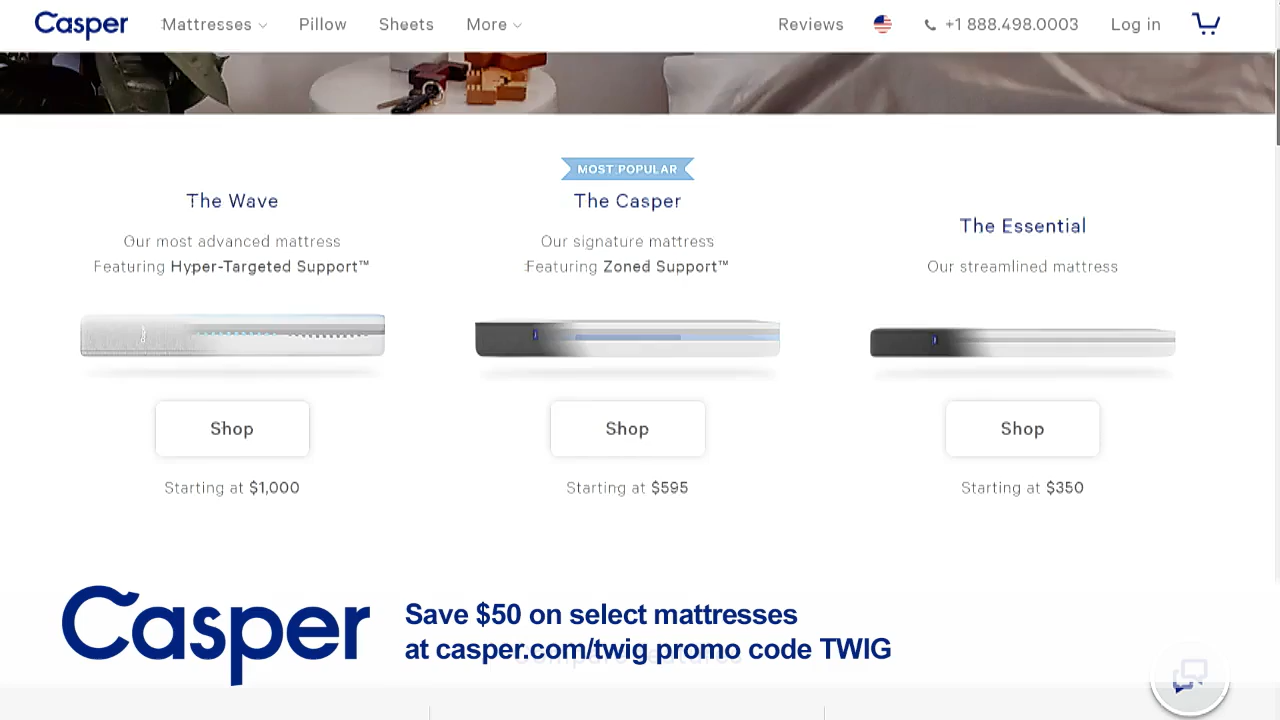 Casper Mattresses Pillow Sheets More Reviews +1 888.498.0003 Log in
MOST POPULAR
The Wave
Our most advanced mattress
Featuring Hyper-Targeted Support™
Shop
Starting at $1,000
The Casper
Our signature mattress
Featuring Zoned Support™
Shop
Starting at $595
The Essential
Our streamlined mattress
Shop
Starting at $350
Casper
Save $50 on select mattresses
at casper.com/twig promo code TWIG